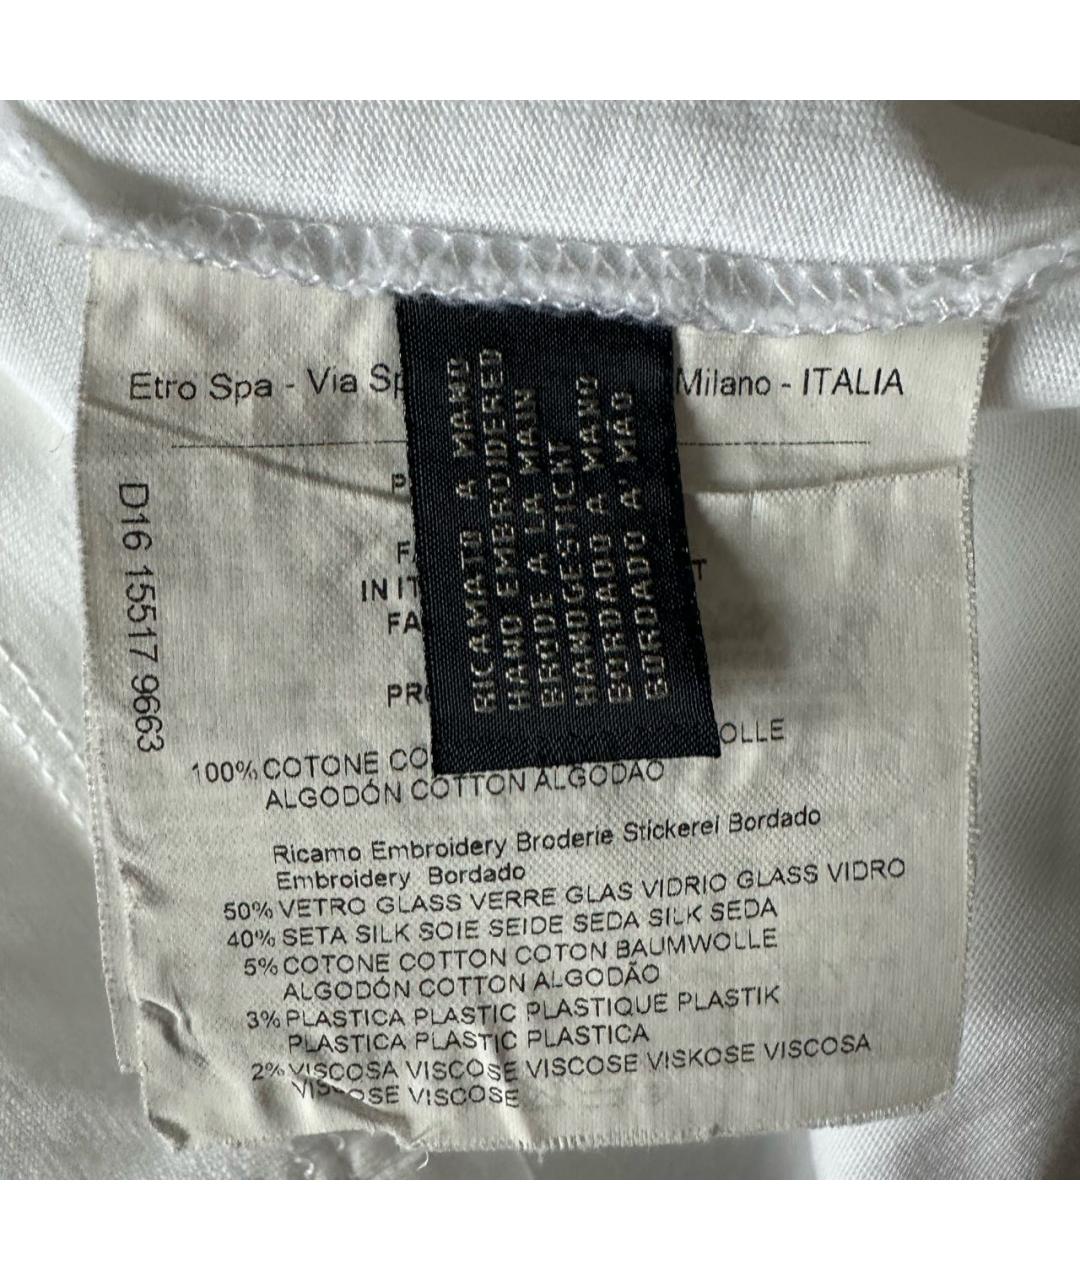 Etro Spa - Via Sp
Milano - ITALIA
IN IT
100% COTONE CO
OLLE
ALGODÓN COTTON ALGODÃO
Ricamo Embroidery Broderie Stickerei Bordado
Embroidery Bordado
50% VETRO GLASS VERRE GLAS VIDRIO GLASS VIDRO
40% SETA SILK SOIE SEIDE SEDA SILK SEDA
5% COTONE COTTON COTON BAUMWOLLE
ALGODÓN COTTON ALGODÃO
3% PLASTICA PLASTIC PLASTIQUE PLASTIK
PLASTICA PLASTIC PLASTICA
2% VISCOSA VISCOSE VISCOSE VISKOSE VISCOSA
VISCOSE VISCOSE
D16 15517 9663
RICAMATO A MANO
HAND EMBROIDERED
BRODE A LA MAIN
HANDGESTICKT
BORDADO A MANO
BORDADO A' MÃO